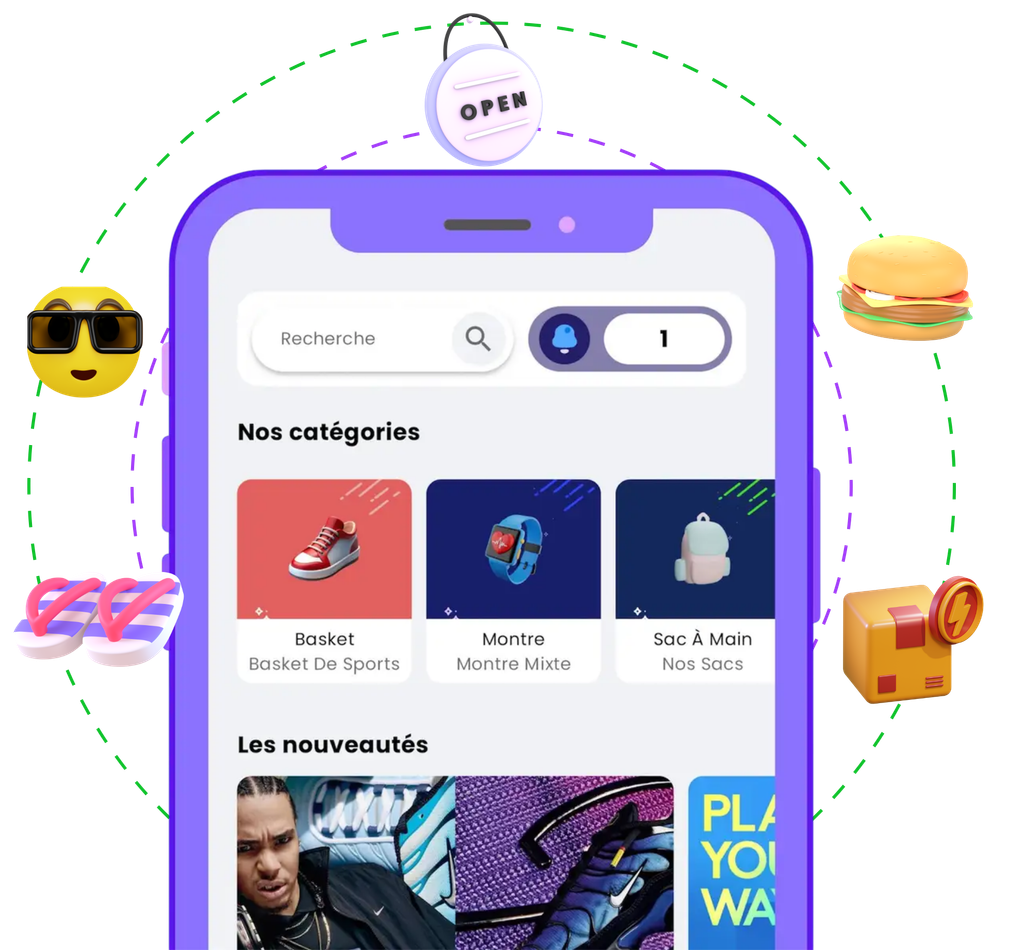 OPEN
Recherche
1
Nos catégories
Basket
Basket De Sports
Montre
Montre Mixte
Sac À Main
Nos Sacs
Les nouveautés
PLA
YOU
WA